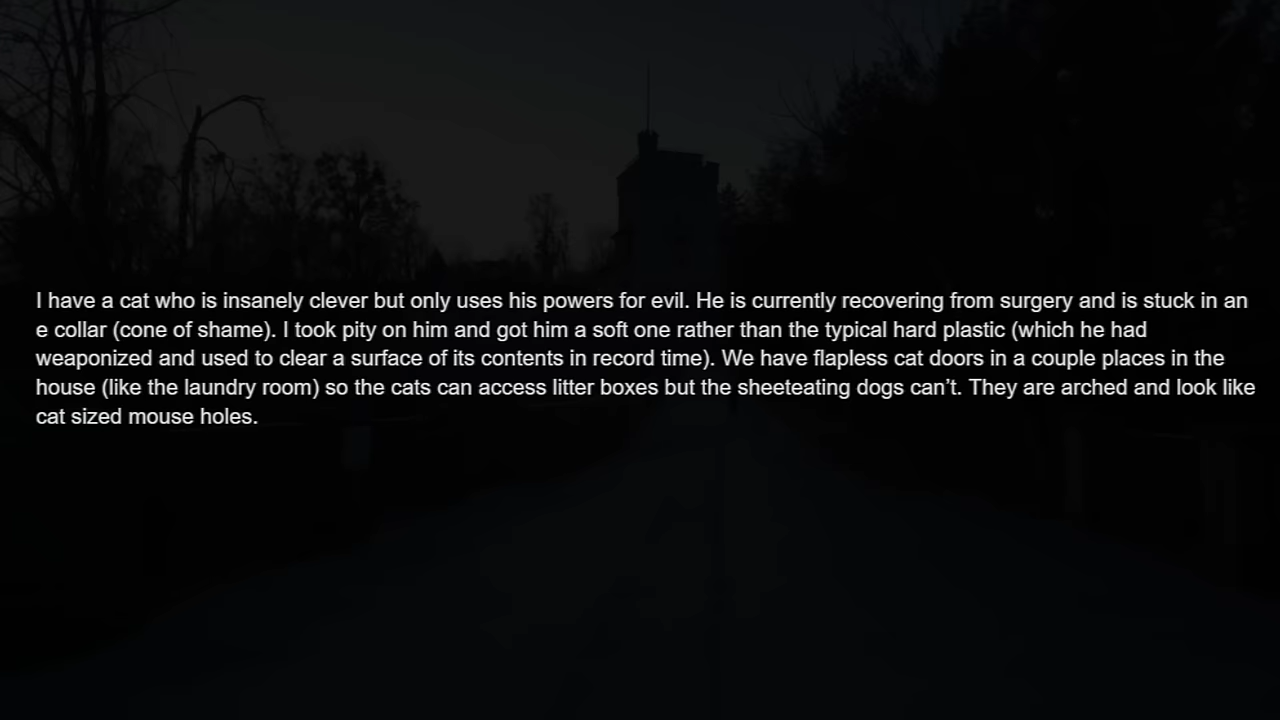 I have a cat who is insanely clever but only uses his powers for evil. He is currently recovering from surgery and is stuck in an
e collar (cone of shame). I took pity on him and got him a soft one rather than the typical hard plastic (which he had
weaponized and used to clear a surface of its contents in record time). We have flapless cat doors in a couple places in the
house (like the laundry room) so the cats can access litter boxes but the sheeteating dogs can’t. They are arched and look like
cat sized mouse holes.